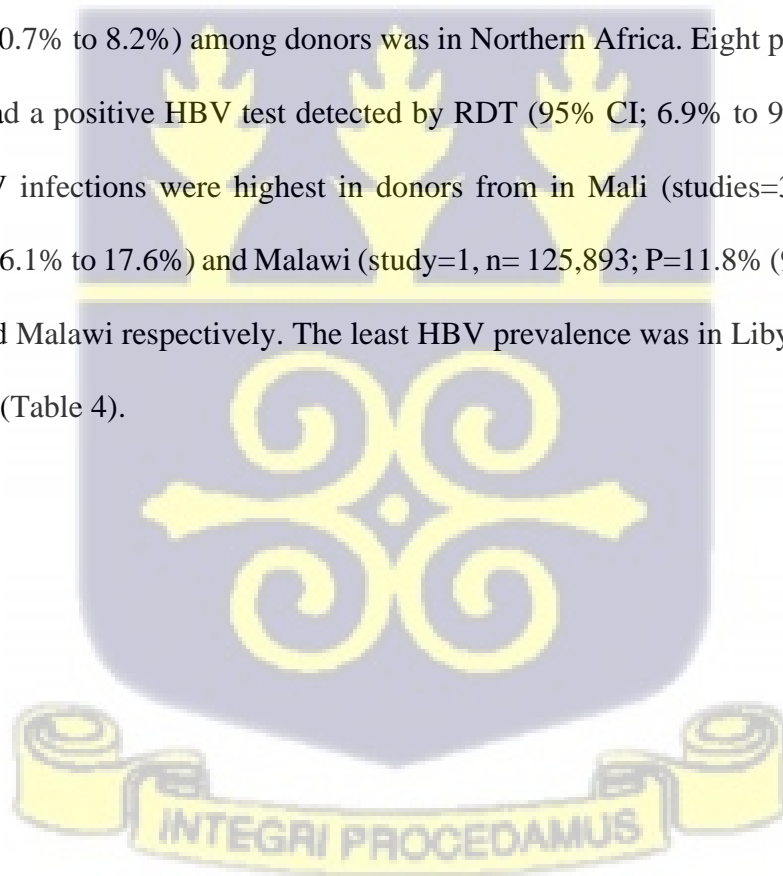 0.7% to 8.2%) among donors was in Northern Africa. Eight p
ad a positive HBV test detected by RDT (95% CI; 6.9% to 9
V infections were highest in donors from in Mali (studies=3
6.1% to 17.6%) and Malawi (study=1, n= 125,893; P=11.8% (9
d Malawi respectively. The least HBV prevalence was in Liby
(Table 4).
INTEGRI PROCEDAMUS